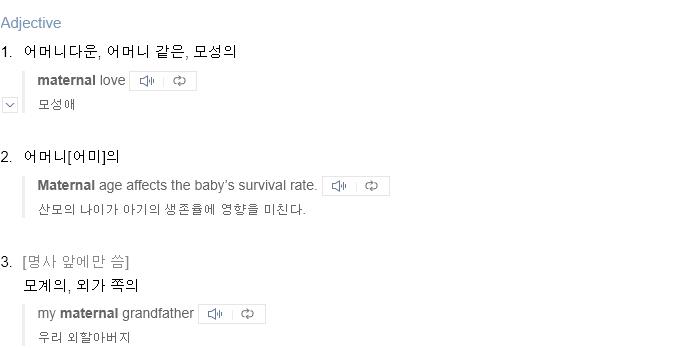 Adjective
1. 어머니다운, 어머니 같은, 모성의
maternal love
모성애
2. 어머니[어미]의
Maternal age affects the baby’s survival rate.
산모의 나이가 아기의 생존율에 영향을 미친다.
3. [명사 앞에만 씀]
모계의, 외가 쪽의
my maternal grandfather
우리 외할아버지